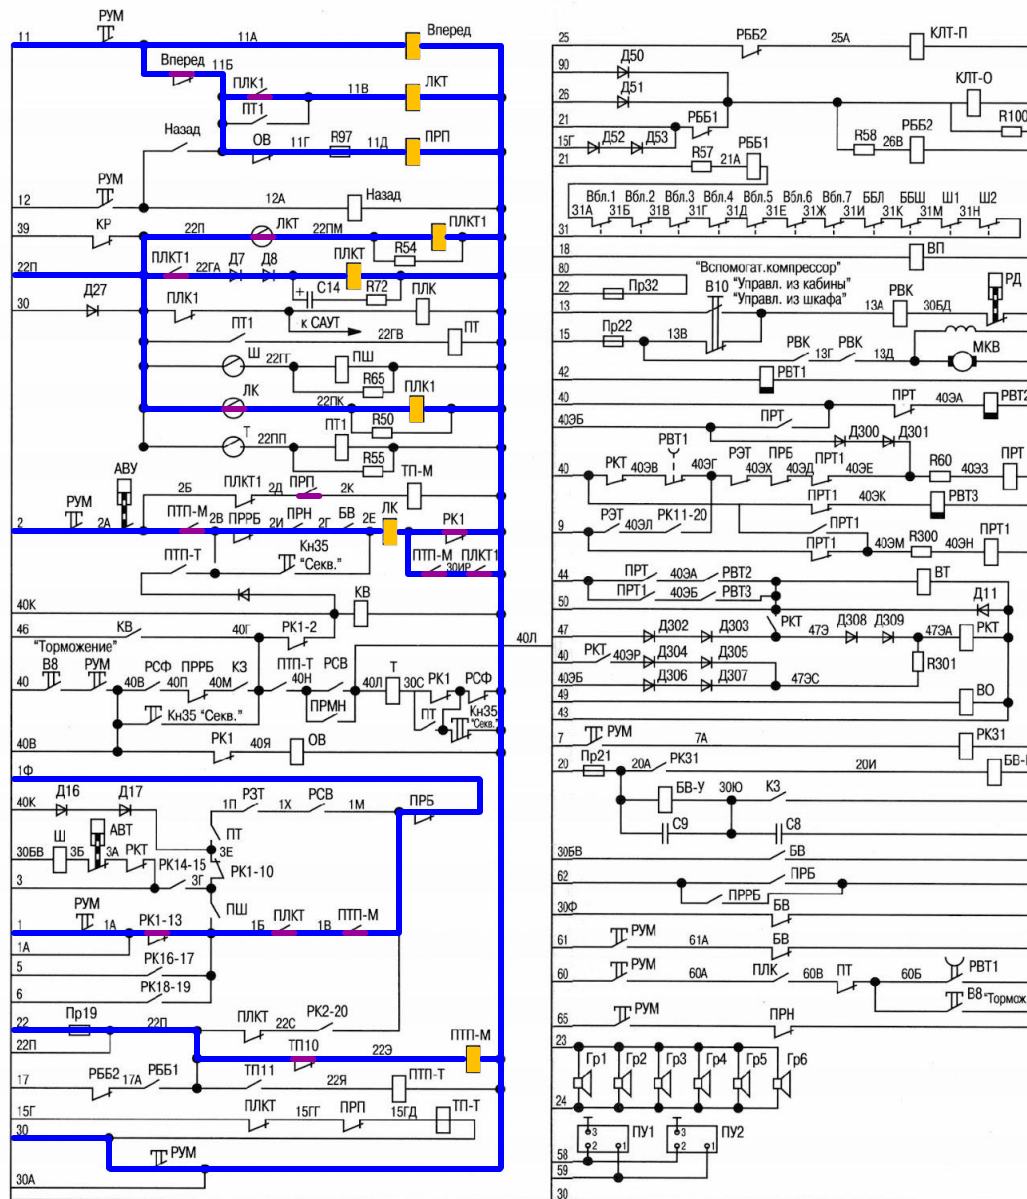 РУМ
11
11А
Вперед
Вперед
11Б
ПЛК1
11В
ЛКТ
ПТ1
Назад
ОВ
11Г
R97
11Д
ПРП
РУМ
12
12А
Назад
39
КР
22П
ЛКТ
22ПМ
ПЛКТ1
R54
ПЛКТ1
22П
22ГА
Д7
Д8
ПЛКТ
C14
R72
30
Д27
ПЛК1
ПЛК
к САУТ
ПТ1
22ГВ
ПТ
Ш
22ГГ
ПШ
R65
ЛК
22ПК
ПЛК1
R50
Т
22ПП
ПТ1
R55
ТП-М
АВУ
2Б
ПЛКТ1
2Д
ПРП
2К
РУМ
2
2А
ПТП-М
2В
ПРРБ
2И
ПРН
2Г
БВ
2Е
ЛК
РК1
ПТП-Т
Кн35
"Секв."
ПТП-М
30ИР
ПЛКТ1
40К
КВ
46
КВ
40Г
РК1-2
"Торможение"
40Л
В8
РУМ
РСФ
ПРРБ
КЗ
ПТП-Т
РСВ
Т
РК1
РСФ
40
40В
40П
40М
40Н
40Л
30С
ПРМН
ПТ
Кн35
"Секв."
Кн35 "Секв."
РК1
40В
40Я
ОВ
1Ф
40К
Д16
Д17
1П
РЗТ
1Х
РСВ
1М
ПРБ
ПТ
Ш
АВТ
30БВ
3Б
3А
РКТ
3Е
РК14-15
РК1-10
3
3Г
РУМ
ПШ
1
1А
РК1-13
1Б
ПЛКТ
1В
ПТП-М
1А
5
РК16-17
6
РК18-19
22
Пр19
22П
ПЛКТ
22С
РК2-20
22П
ТП10
22Э
ПТП-М
17
РББ2
17А
РББ1
ТП11
22Я
ПТП-Т
15Г
ПЛКТ
15ГГ
ПРП
15ГД
ТП-Т
30
РУМ
30А
25
РББ2
25А
КЛТ-П
90
Д50
26
Д51
КЛТ-О
R100
21
РББ1
15Г
Д52
Д53
R58
26В
РББ2
21
R57
21А
РББ1
Вбл.1
Вбл.2
Вбл.3
Вбл.4
Вбл.5
Вбл.6
Вбл.7
ББЛ
ББШ
Ш1
Ш2
31А
31Б
31В
31Г
31Д
31Е
31Ж
31И
31К
31М
31Н
31
18
ВП
80
"Вспомогат.компрессор"
22
Пр32
В10
"Управл. из кабины"
"Управл. из шкафа"
РД
13
13А
РВК
30БД
15
Пр22
13В
РВК
13Г
РВК
13Д
МКВ
42
РВТ1
40
ПРТ
40ЭА
РВТ2
40ЭБ
ПРТ
Д300
Д301
РВТ1
40
РКТ
40ЭВ
40ЭГ
РЭТ
40ЭХ
ПРБ
40ЭД
ПРТ1
40ЭЕ
R60
40ЭЗ
ПРТ
ПРТ1
40ЭК
РВТ3
9
РЭТ
40ЭЛ
РК11-20
ПРТ1
ПРТ1
40ЭМ
R300
40ЭН
ПРТ1
44
ПРТ
40ЭА
РВТ2
ВТ
50
ПРТ1
40ЭБ
РВТ3
Д11
РКТ
47
Д302
Д303
47Э
Д308
Д309
47ЭА
РКТ
40
РКТ
40ЭР
Д304
Д305
R301
40ЭБ
Д306
Д307
47ЭС
49
ВО
43
7
РУМ
7А
РК31
20
Пр21
20А
РК31
20И
БВ-
БВ-У
30Ю
КЗ
С9
С8
30БВ
БВ
62
ПРБ
ПРРБ
30Ф
БВ
61
РУМ
61А
БВ
60
РУМ
60А
ПЛК
60В
ПТ
60Б
РВТ1
В8
"Тормож
65
РУМ
ПРН
23
Гр1
Гр2
Гр3
Гр4
Гр5
Гр6
24
3
2
1
ПУ1
3
2
1
ПУ2
58
59
30